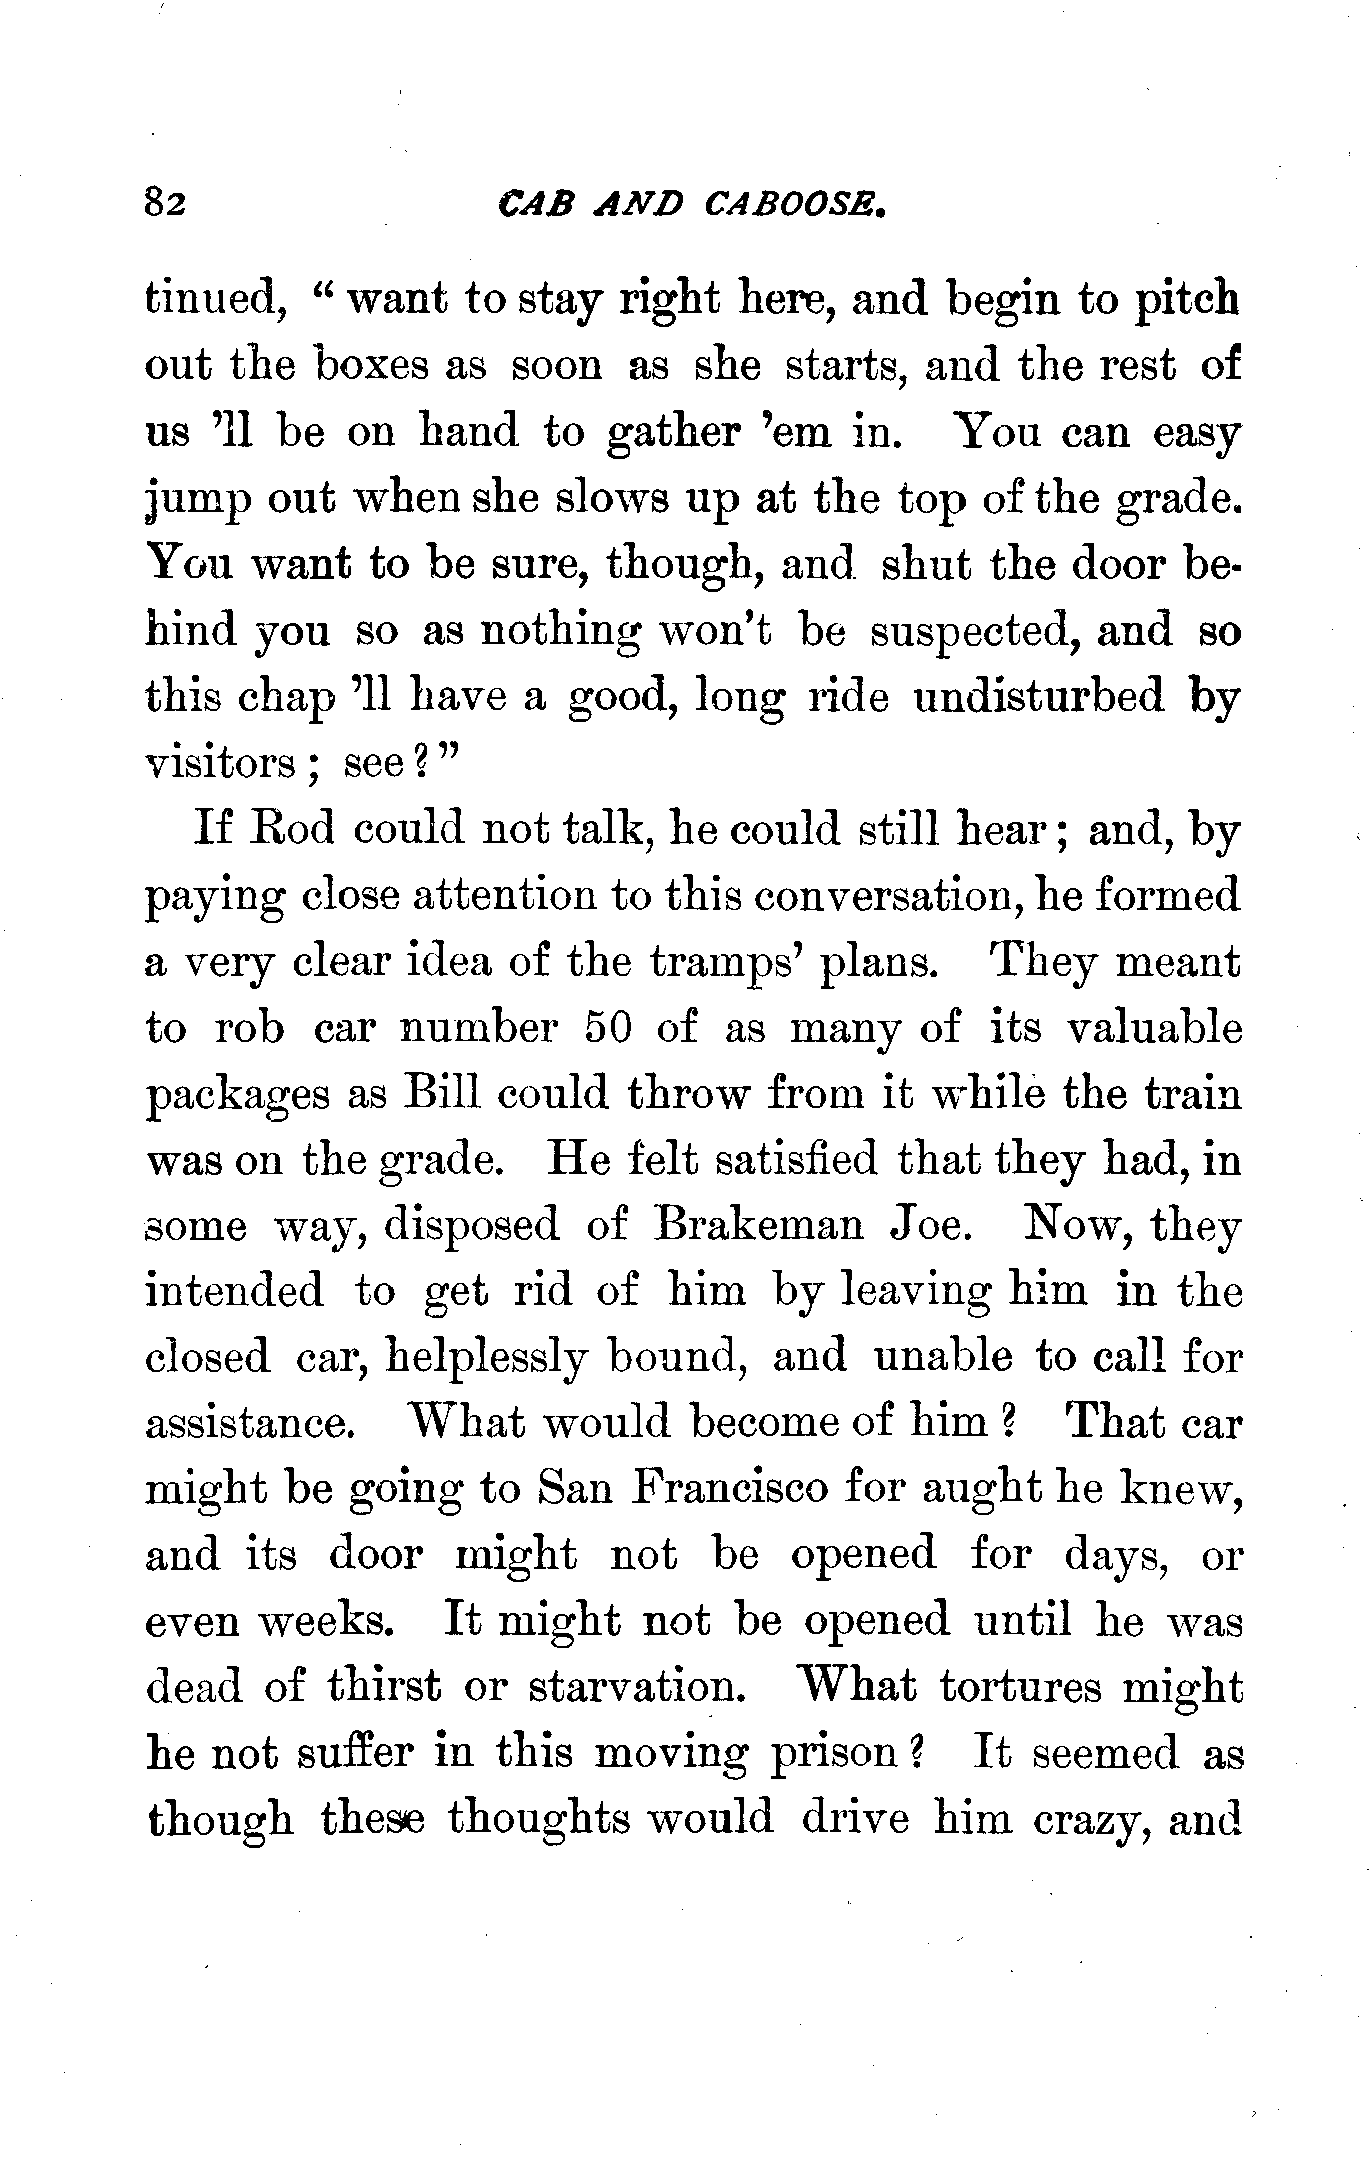 82 CAB AND CABOOSE.
tinued, “ want to stay right here, and begin to pitch
out the boxes as soon as she starts, and the rest of
us ’ll be on hand to gather ’em in. You can easy
jump out when she slows up at the top of the grade.
You want to be sure, though, and shut the door be-
hind you so as nothing won’t be suspected, and so
this chap ’ll have a good, long ride undisturbed by
visitors ; see ? ”
If Rod could not talk, he could still hear ; and, by
paying close attention to this conversation, he formed
a very clear idea of the tramps’ plans. They meant
to rob car number 50 of as many of its valuable
packages as Bill could throw from it while the train
was on the grade. He felt satisfied that they had, in
some way, disposed of Brakeman Joe. Now, they
intended to get rid of him by leaving him in the
closed car, helplessly bound, and unable to call for
assistance. What would become of him ? That car
might be going to San Francisco for aught he knew,
and its door might not be opened for days, or
even weeks. It might not be opened until he was
dead of thirst or starvation. What tortures might
he not suffer in this moving prison ? It seemed as
though these thoughts would drive him crazy, and